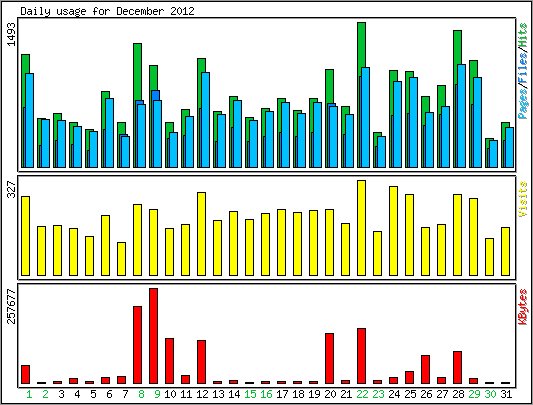 Daily usage for December 2012
1493
Pages/Files/Hits
327
Visits
257677
KBytes
1 2 3 4 5 6 7 8 9 10 11 12 13 14 15 16 17 18 19 20 21 22 23 24 25 26 27 28 29 30 31